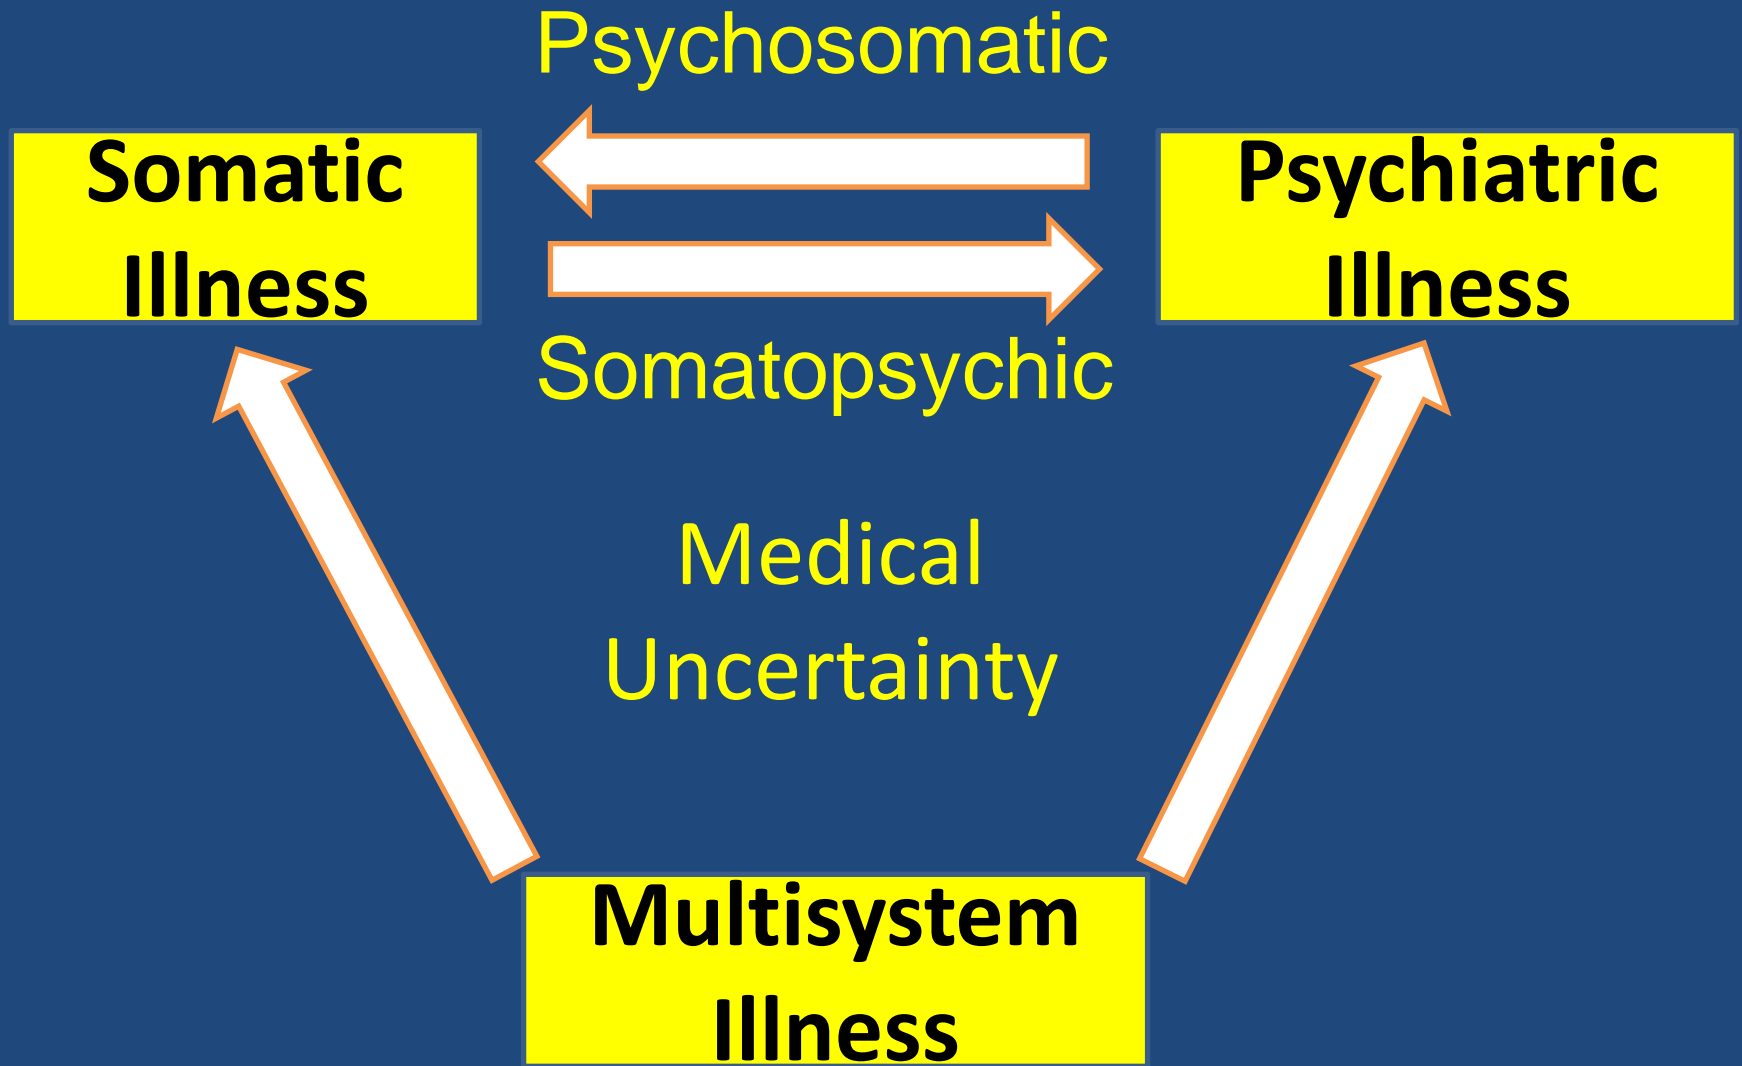 Psychosomatic
Somatic
Illness
Psychiatric
Illness
Somatopsychic
Medical
Uncertainty
Multisystem
Illness